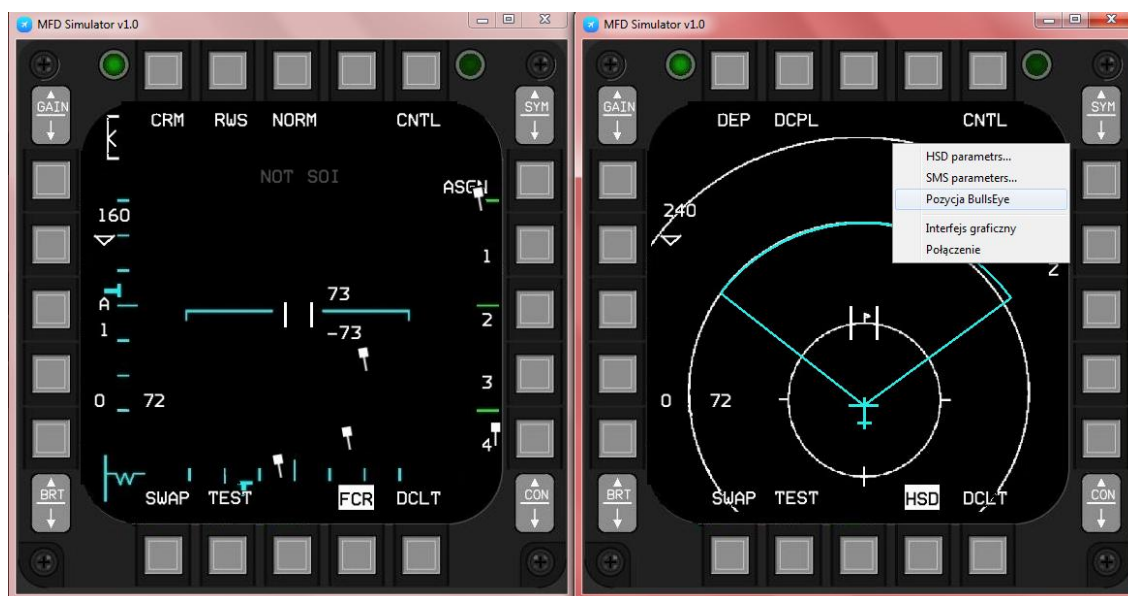 MFD Simulator v1.0
GAIN
SYM
CRM RWS NORM CNTL
NOT SOI
ASGN
160
1
A
73
2
1
-73
3
0 72
4
BRT
CON
SWAP TEST FCR DCLT
MFD Simulator v1.0
GAIN
SYM
DEP DCPL CNTL
HSD parametrs...
SMS parameters...
Pozycja BullsEye
Interfejs graficzny
Połączenie
240
2
0 72
BRT
CON
SWAP TEST HSD DCLT